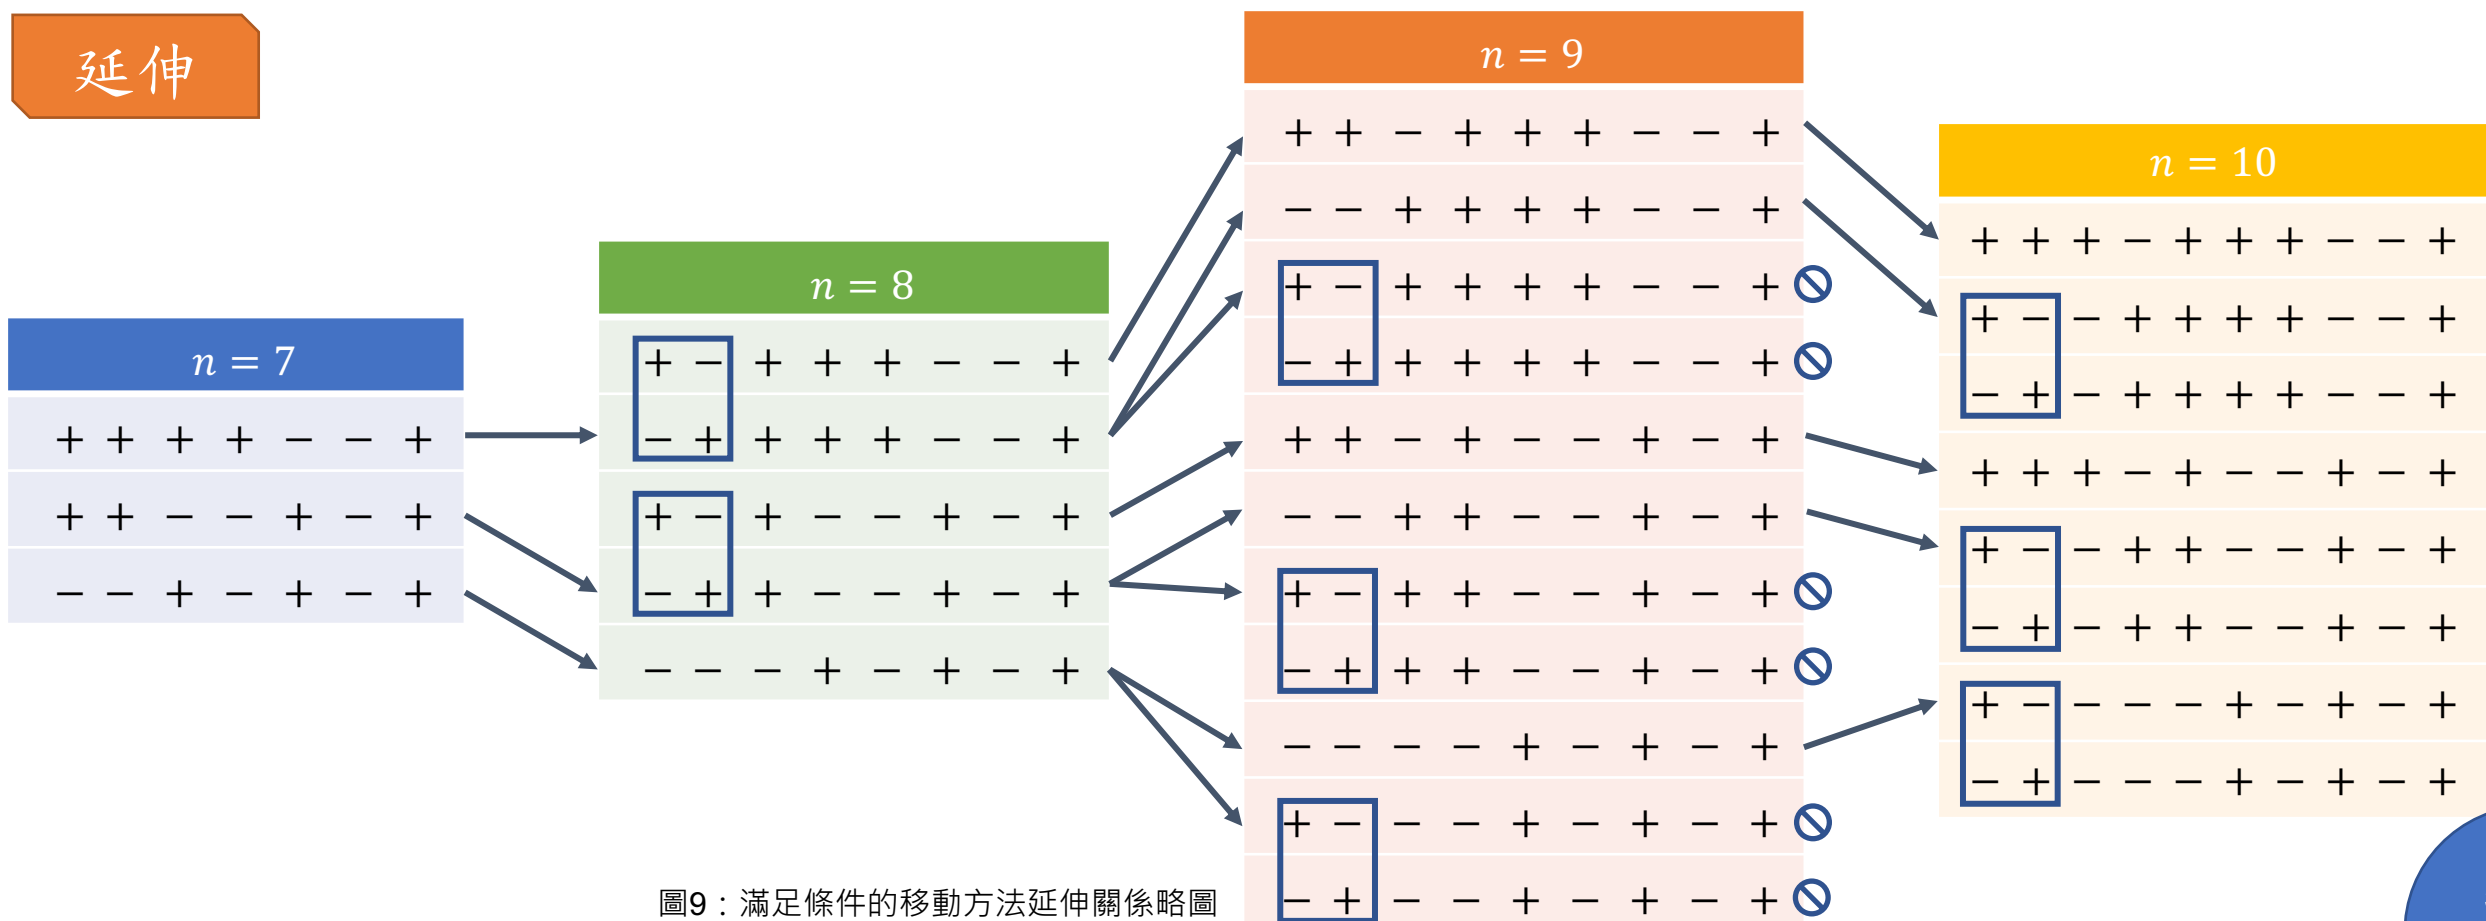 延伸
n = 7
+ + + + − − +
+ + − − + − +
− − + − + − +
n = 8
+ − + + + − − +
− + + + + − − +
+ − + − − + − +
− + + − − + − +
− − − + − + − +
n = 9
+ + − + + + − − +
− − + + + + − − +
+ − + + + + − − +
− + + + + + − − +
+ + − + − − + − +
− − + + − − + − +
+ − + + − − + − +
− + + + − − + − +
− − − − + − + − +
+ − − − + − + − +
− + − − + − + − +
n = 10
+ + + − + + + − − +
+ − − + + + + − − +
− + − + + + + − − +
+ + + − + − − + − +
+ − − + + − − + − +
− + − + + − − + − +
+ − − − − + − + − +
− + − − − + − + − +
圖9：滿足條件的移動方法延伸關係略圖